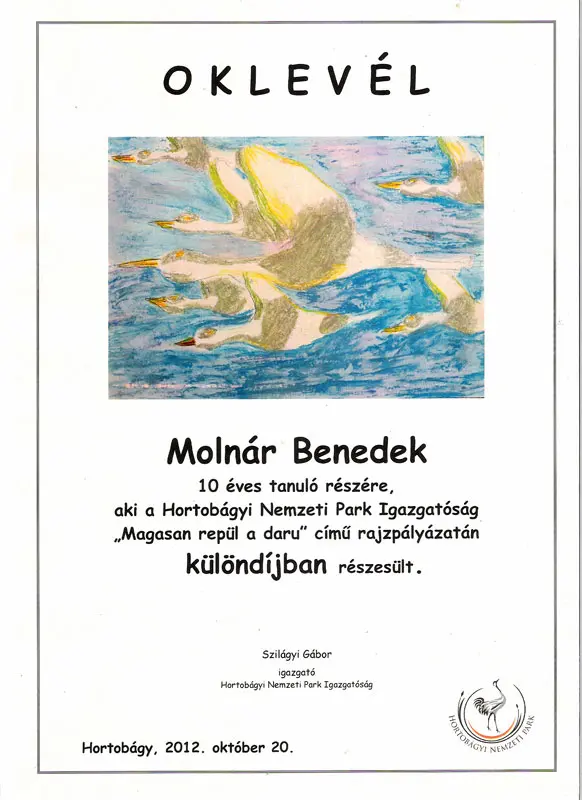 OKLEVÉL
Molnár Benedek
10 éves tanuló részére,
aki a Hortobágyi Nemzeti Park Igazgatóság
„Magasan repül a daru” című rajzpályázatán
különdíjban részesült.
Szilágyi Gábor
igazgató
Hortobágyi Nemzeti Park Igazgatóság
HORTOBÁGYI NEMZETI PARK
Hortobágy, 2012. október 20.